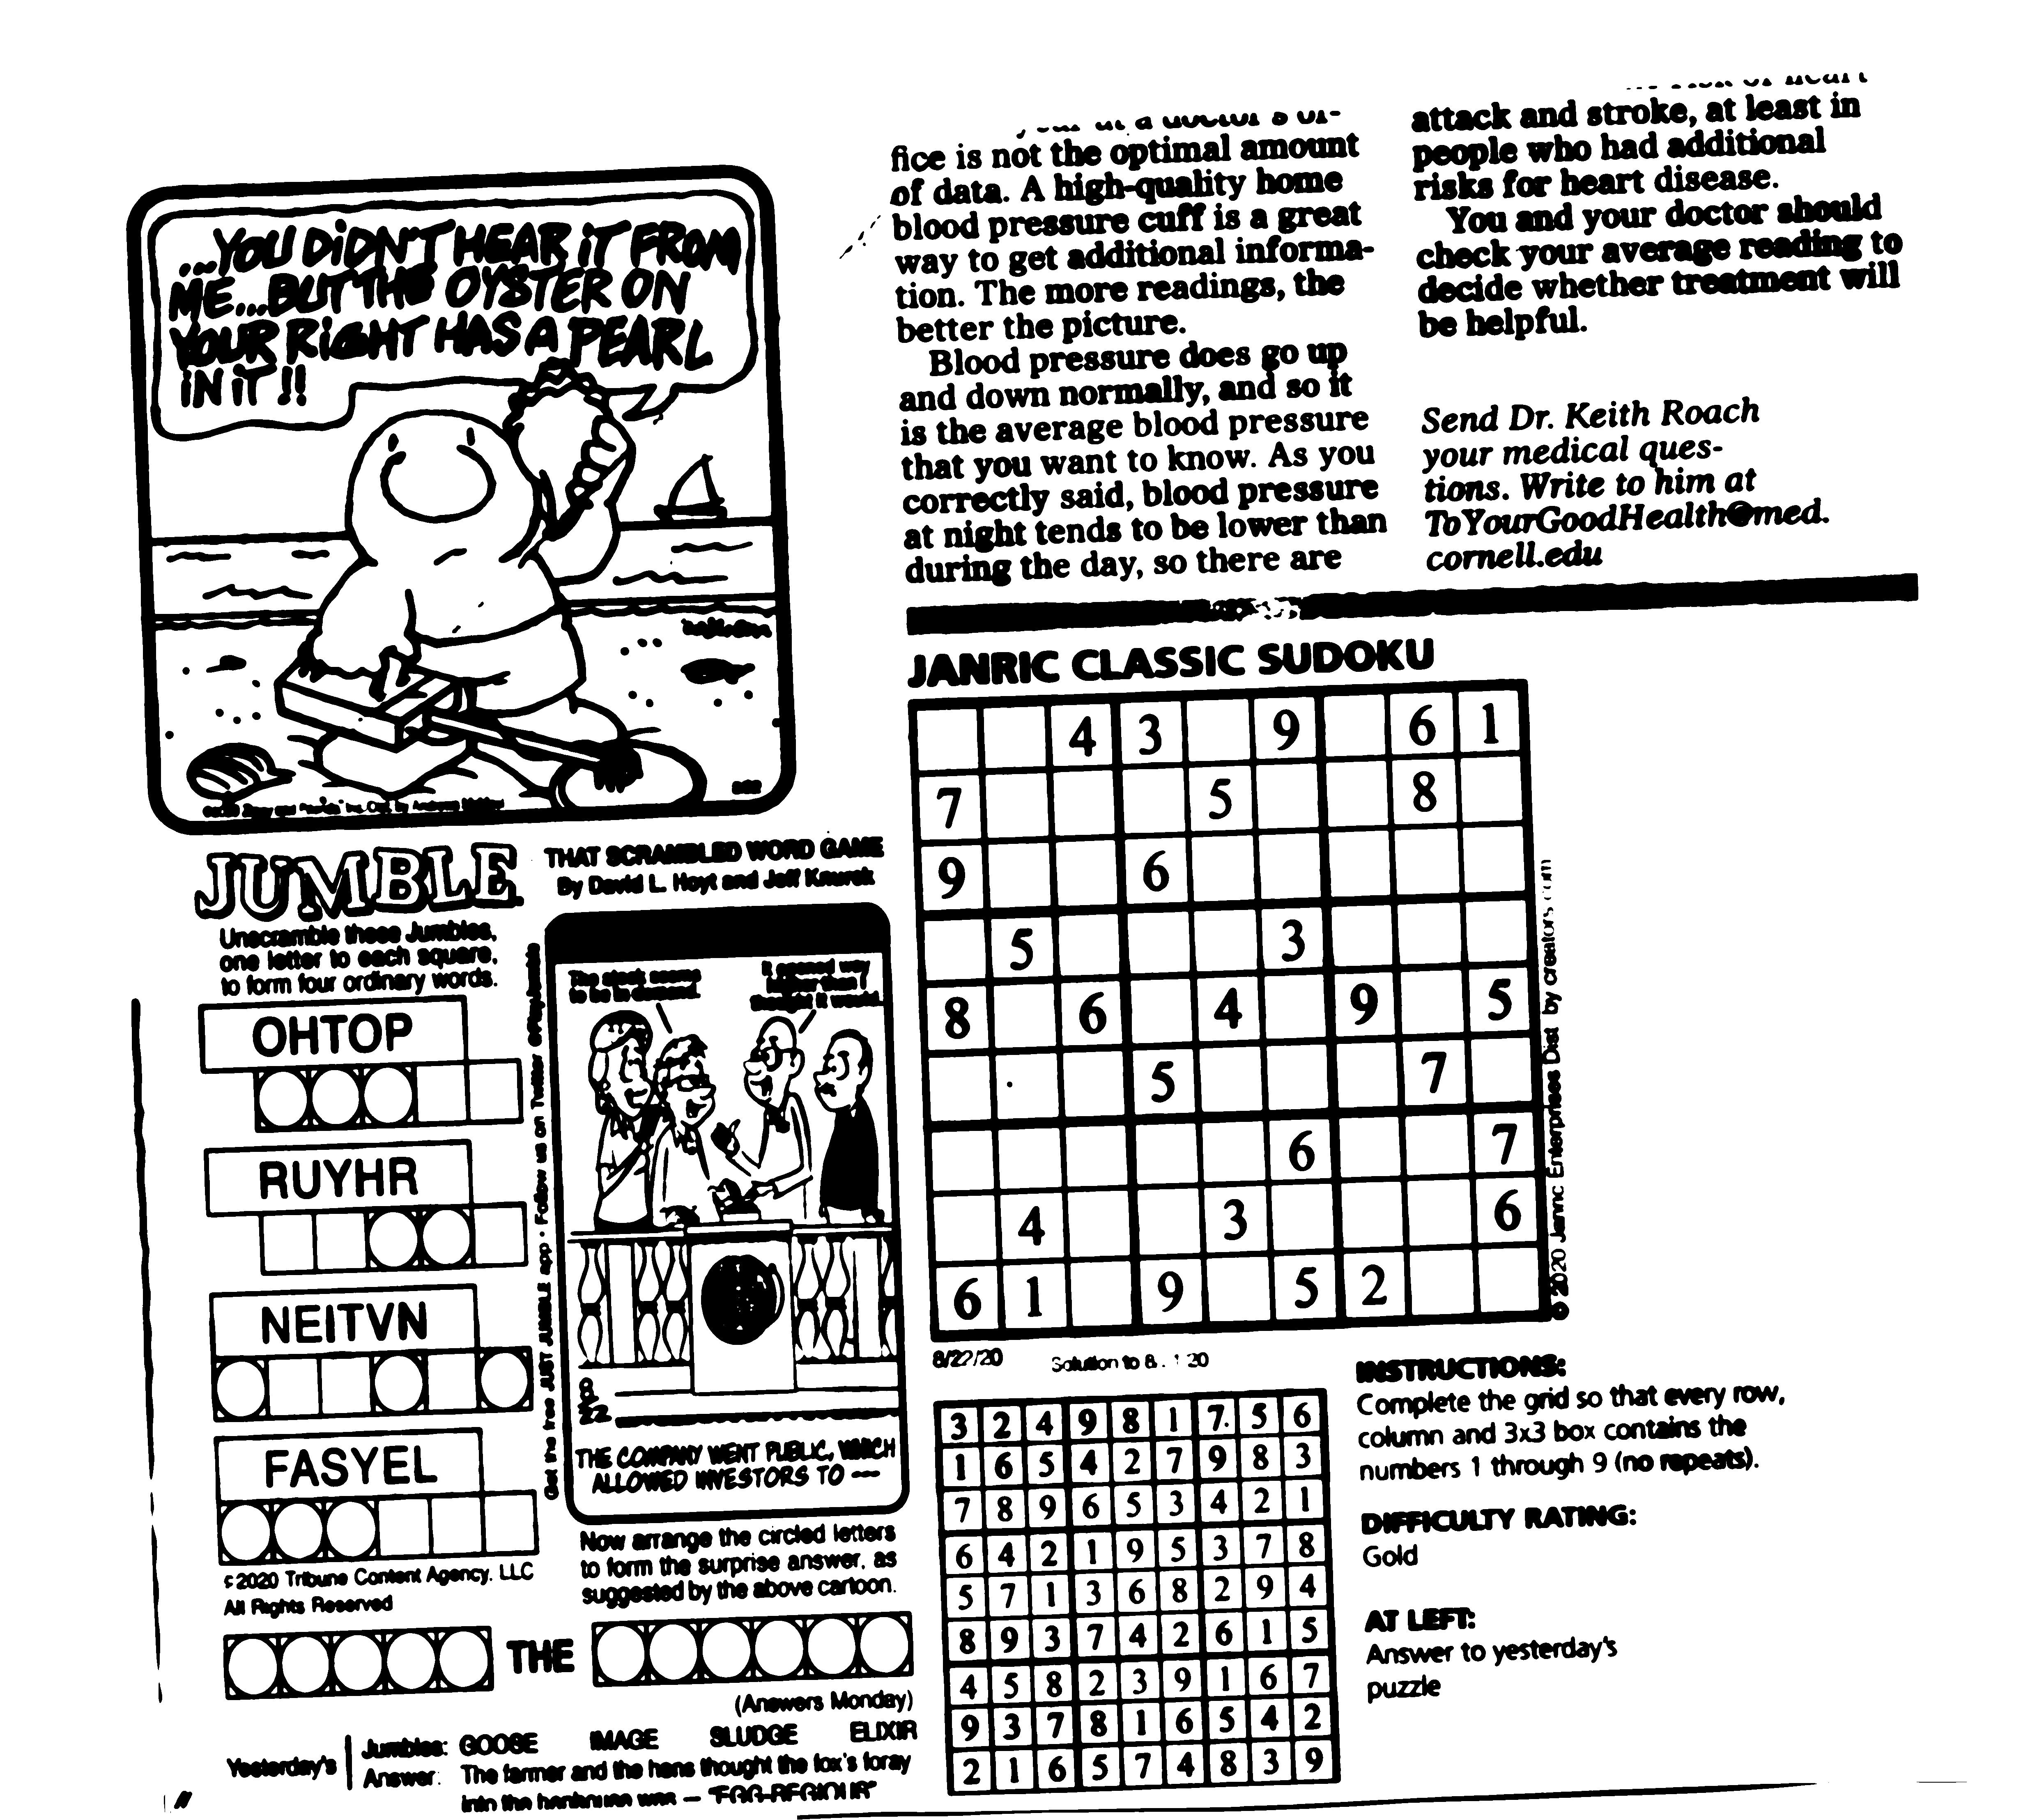 ...YOU DiDN'T HEAR iT FROM
ME...BUT THE OYSTER ON
YOUR RiGHT HAS A PEARL
iN iT !!
JUMBLE
THAT SCRAMBLED WORD GAME
By David L. Hoyt and Jeff Knurek
Unscramble these Jumbles,
one letter to each square,
to form four ordinary words.
OHTOP
RUYHR
NEITVN
FASYEL
©2020 Tribune Content Agency, LLC
All Rights Reserved
Get the free JUST JUMBLE app • Follow us on Twitter @PlayJumble
The stock seems
to be in demand.
It opened way
higher than I
thought it would.
THE COMPANY WENT PUBLIC, WHICH
ALLOWED INVESTORS TO ---
Now arrange the circled letters
to form the surprise answer, as
suggested by the above cartoon.
THE
(Answers Monday)
Yesterday's
Jumbles: GOOSE IMAGE SLUDGE ELIXIR
Answer: The farmer and the hens thought the fox's foray
into the henhouse was — "EGG-REGIOUS"
fice is not the optimal amount
of data. A high-quality home
blood pressure cuff is a great
way to get additional informa-
tion. The more readings, the
better the picture.
Blood pressure does go up
and down normally, and so it
is the average blood pressure
that you want to know. As you
correctly said, blood pressure
at night tends to be lower than
during the day, so there are
attack and stroke, at least in
people who had additional
risks for heart disease.
You and your doctor should
check your average reading to
decide whether treatment will
be helpful.
Send Dr. Keith Roach
your medical ques-
tions. Write to him at
ToYourGoodHealth@med.
cornell.edu
JANRIC CLASSIC SUDOKU
4 3 9 6 1
7 5 8
9 6
5 3
8 6 4 9 5
5 7
6 7
4 3 6
6 1 9 5 2
© 2020 Janric Enterprises Dist. by creators.com
8/22/20 Solution to
3 2 4 9 8 1 7 5 6
1 6 5 4 2 7 9 8 3
7 8 9 6 5 3 4 2 1
6 4 2 1 9 5 3 7 8
5 7 1 3 6 8 2 9 4
8 9 3 7 4 2 6 1 5
4 5 8 2 3 9 1 6 7
9 3 7 8 1 6 5 4 2
2 1 6 5 7 4 8 3 9
INSTRUCTIONS:
Complete the grid so that every row,
column and 3x3 box contains the
numbers 1 through 9 (no repeats).
DIFFICULTY RATING:
Gold
AT LEFT:
Answer to yesterday's
puzzle